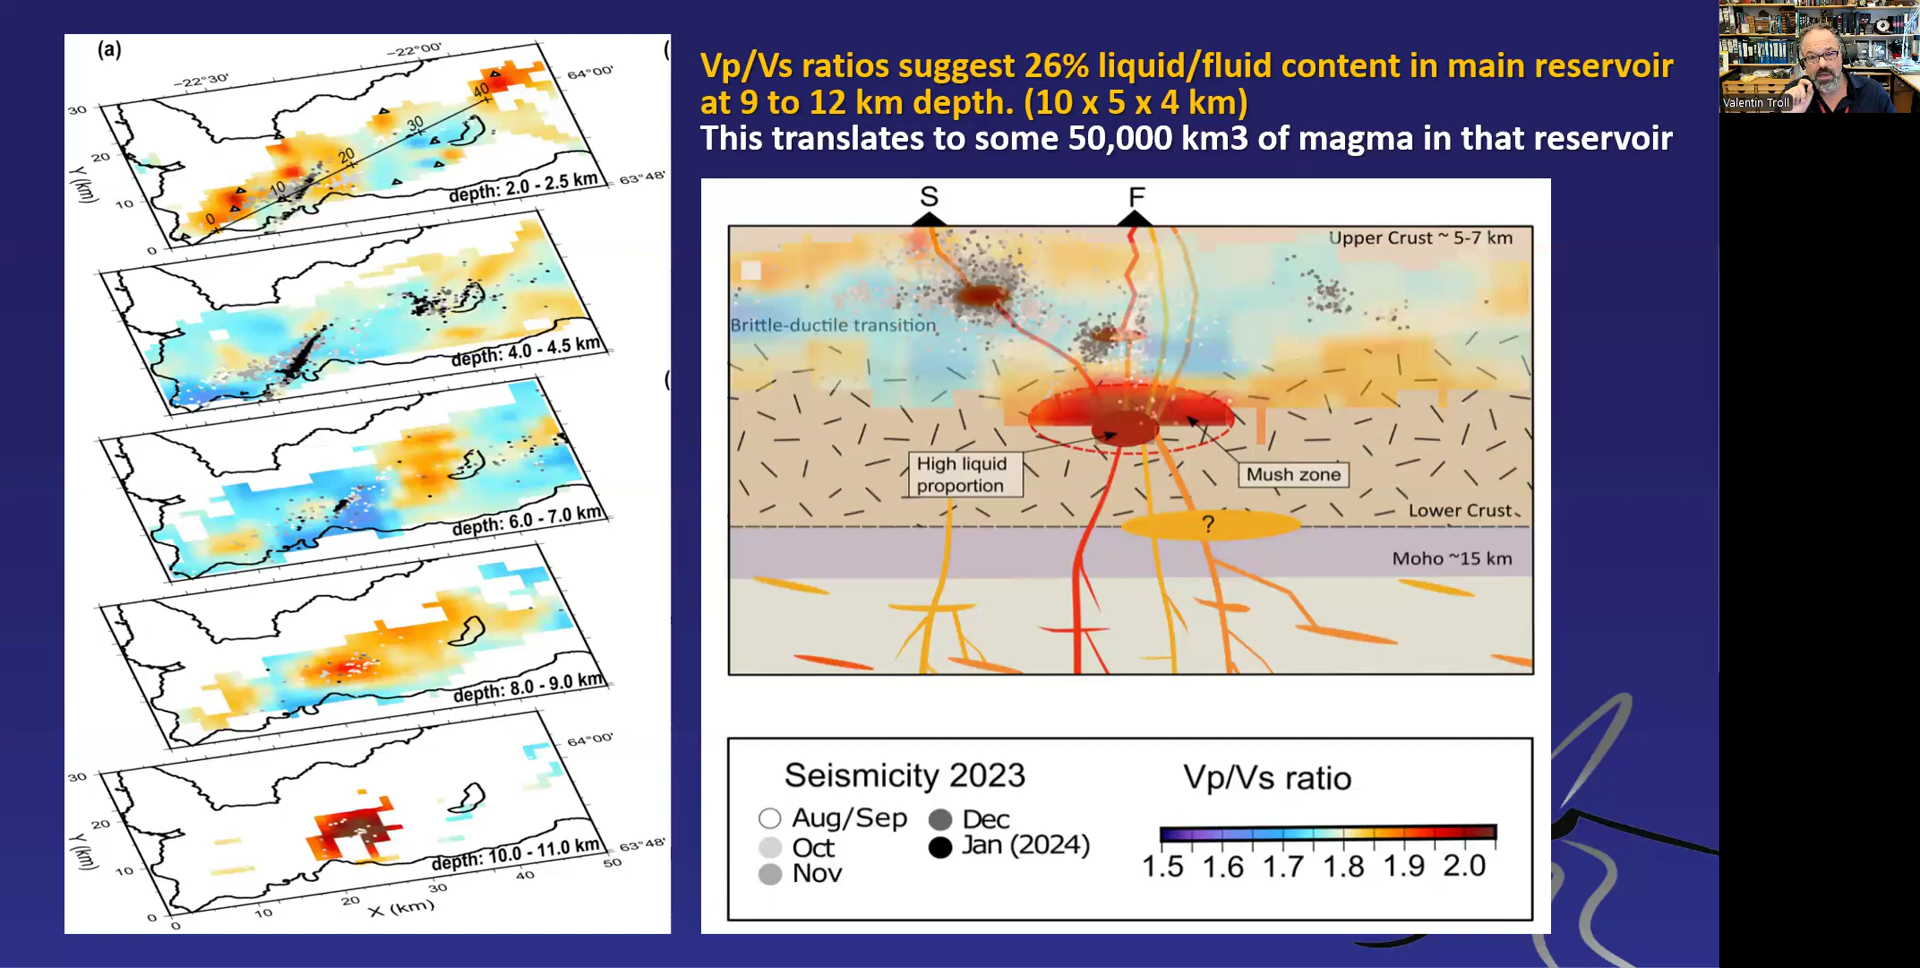 Vp/Vs ratios suggest 26% liquid/fluid content in main reservoir
at 9 to 12 km depth. (10 x 5 x 4 km)
This translates to some 50,000 km3 of magma in that reservoir
Valentin Troll
(a)
(
-22°30'
-22°00'
64°00'
63°48'
30
20
10
0
Y (km)
0
10
20
30
40
depth: 2.0 - 2.5 km
depth: 4.0 - 4.5 km
(
depth: 6.0 - 7.0 km
depth: 8.0 - 9.0 km
64°00'
63°48'
30
20
10
0
Y (km)
depth: 10.0 - 11.0 km
0
10
20
30
40
50
X (km)
S
F
Upper Crust ~ 5-7 km
Brittle-ductile transition
High liquid
proportion
Mush zone
Lower Crust
?
Moho ~15 km
Seismicity 2023
Aug/Sep
Oct
Nov
Dec
Jan (2024)
Vp/Vs ratio
1.5 1.6 1.7 1.8 1.9 2.0